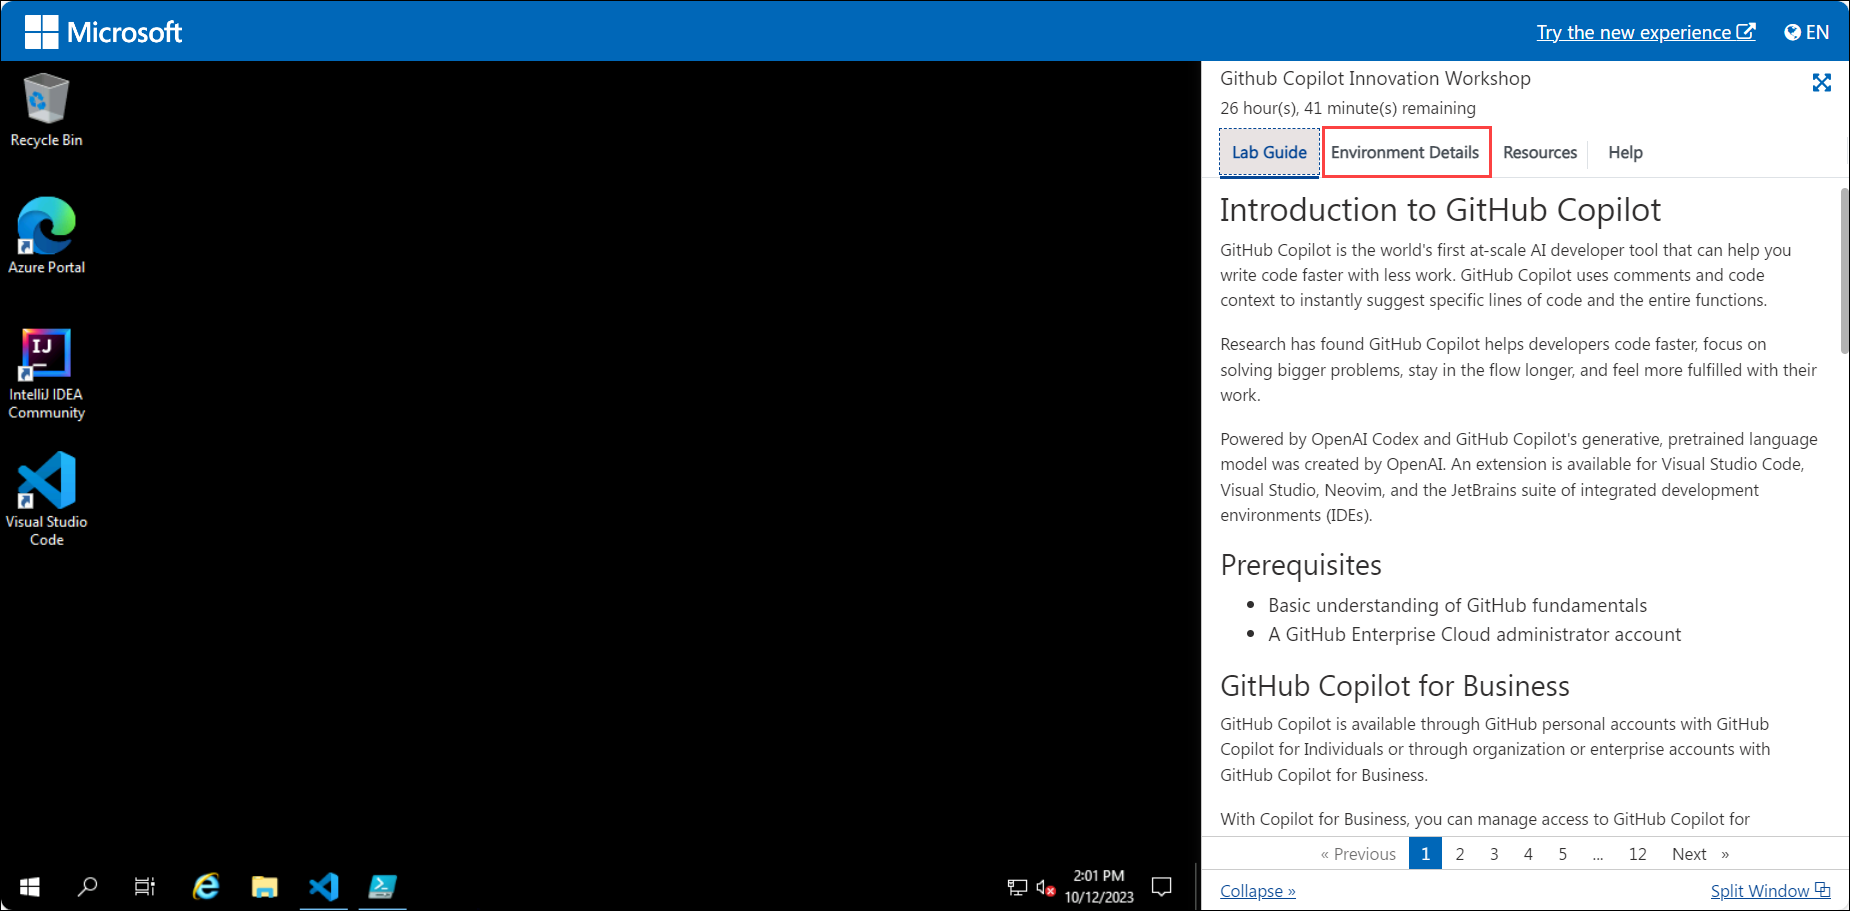 Microsoft
Try the new experience
EN
Recycle Bin
Azure Portal
IJ
IntelliJ IDEA
Community
Visual Studio
Code
2:01 PM
10/12/2023
Github Copilot Innovation Workshop
26 hour(s), 41 minute(s) remaining
Lab Guide
Environment Details
Resources
Help
Introduction to GitHub Copilot
GitHub Copilot is the world's first at-scale AI developer tool that can help you
write code faster with less work. GitHub Copilot uses comments and code
context to instantly suggest specific lines of code and the entire functions.
Research has found GitHub Copilot helps developers code faster, focus on
solving bigger problems, stay in the flow longer, and feel more fulfilled with their
work.
Powered by OpenAI Codex and GitHub Copilot's generative, pretrained language
model was created by OpenAI. An extension is available for Visual Studio Code,
Visual Studio, Neovim, and the JetBrains suite of integrated development
environments (IDEs).
Prerequisites
• Basic understanding of GitHub fundamentals
• A GitHub Enterprise Cloud administrator account
GitHub Copilot for Business
GitHub Copilot is available through GitHub personal accounts with GitHub
Copilot for Individuals or through organization or enterprise accounts with
GitHub Copilot for Business.
With Copilot for Business, you can manage access to GitHub Copilot for
« Previous 1 2 3 4 5 ... 12 Next »
Collapse »
Split Window